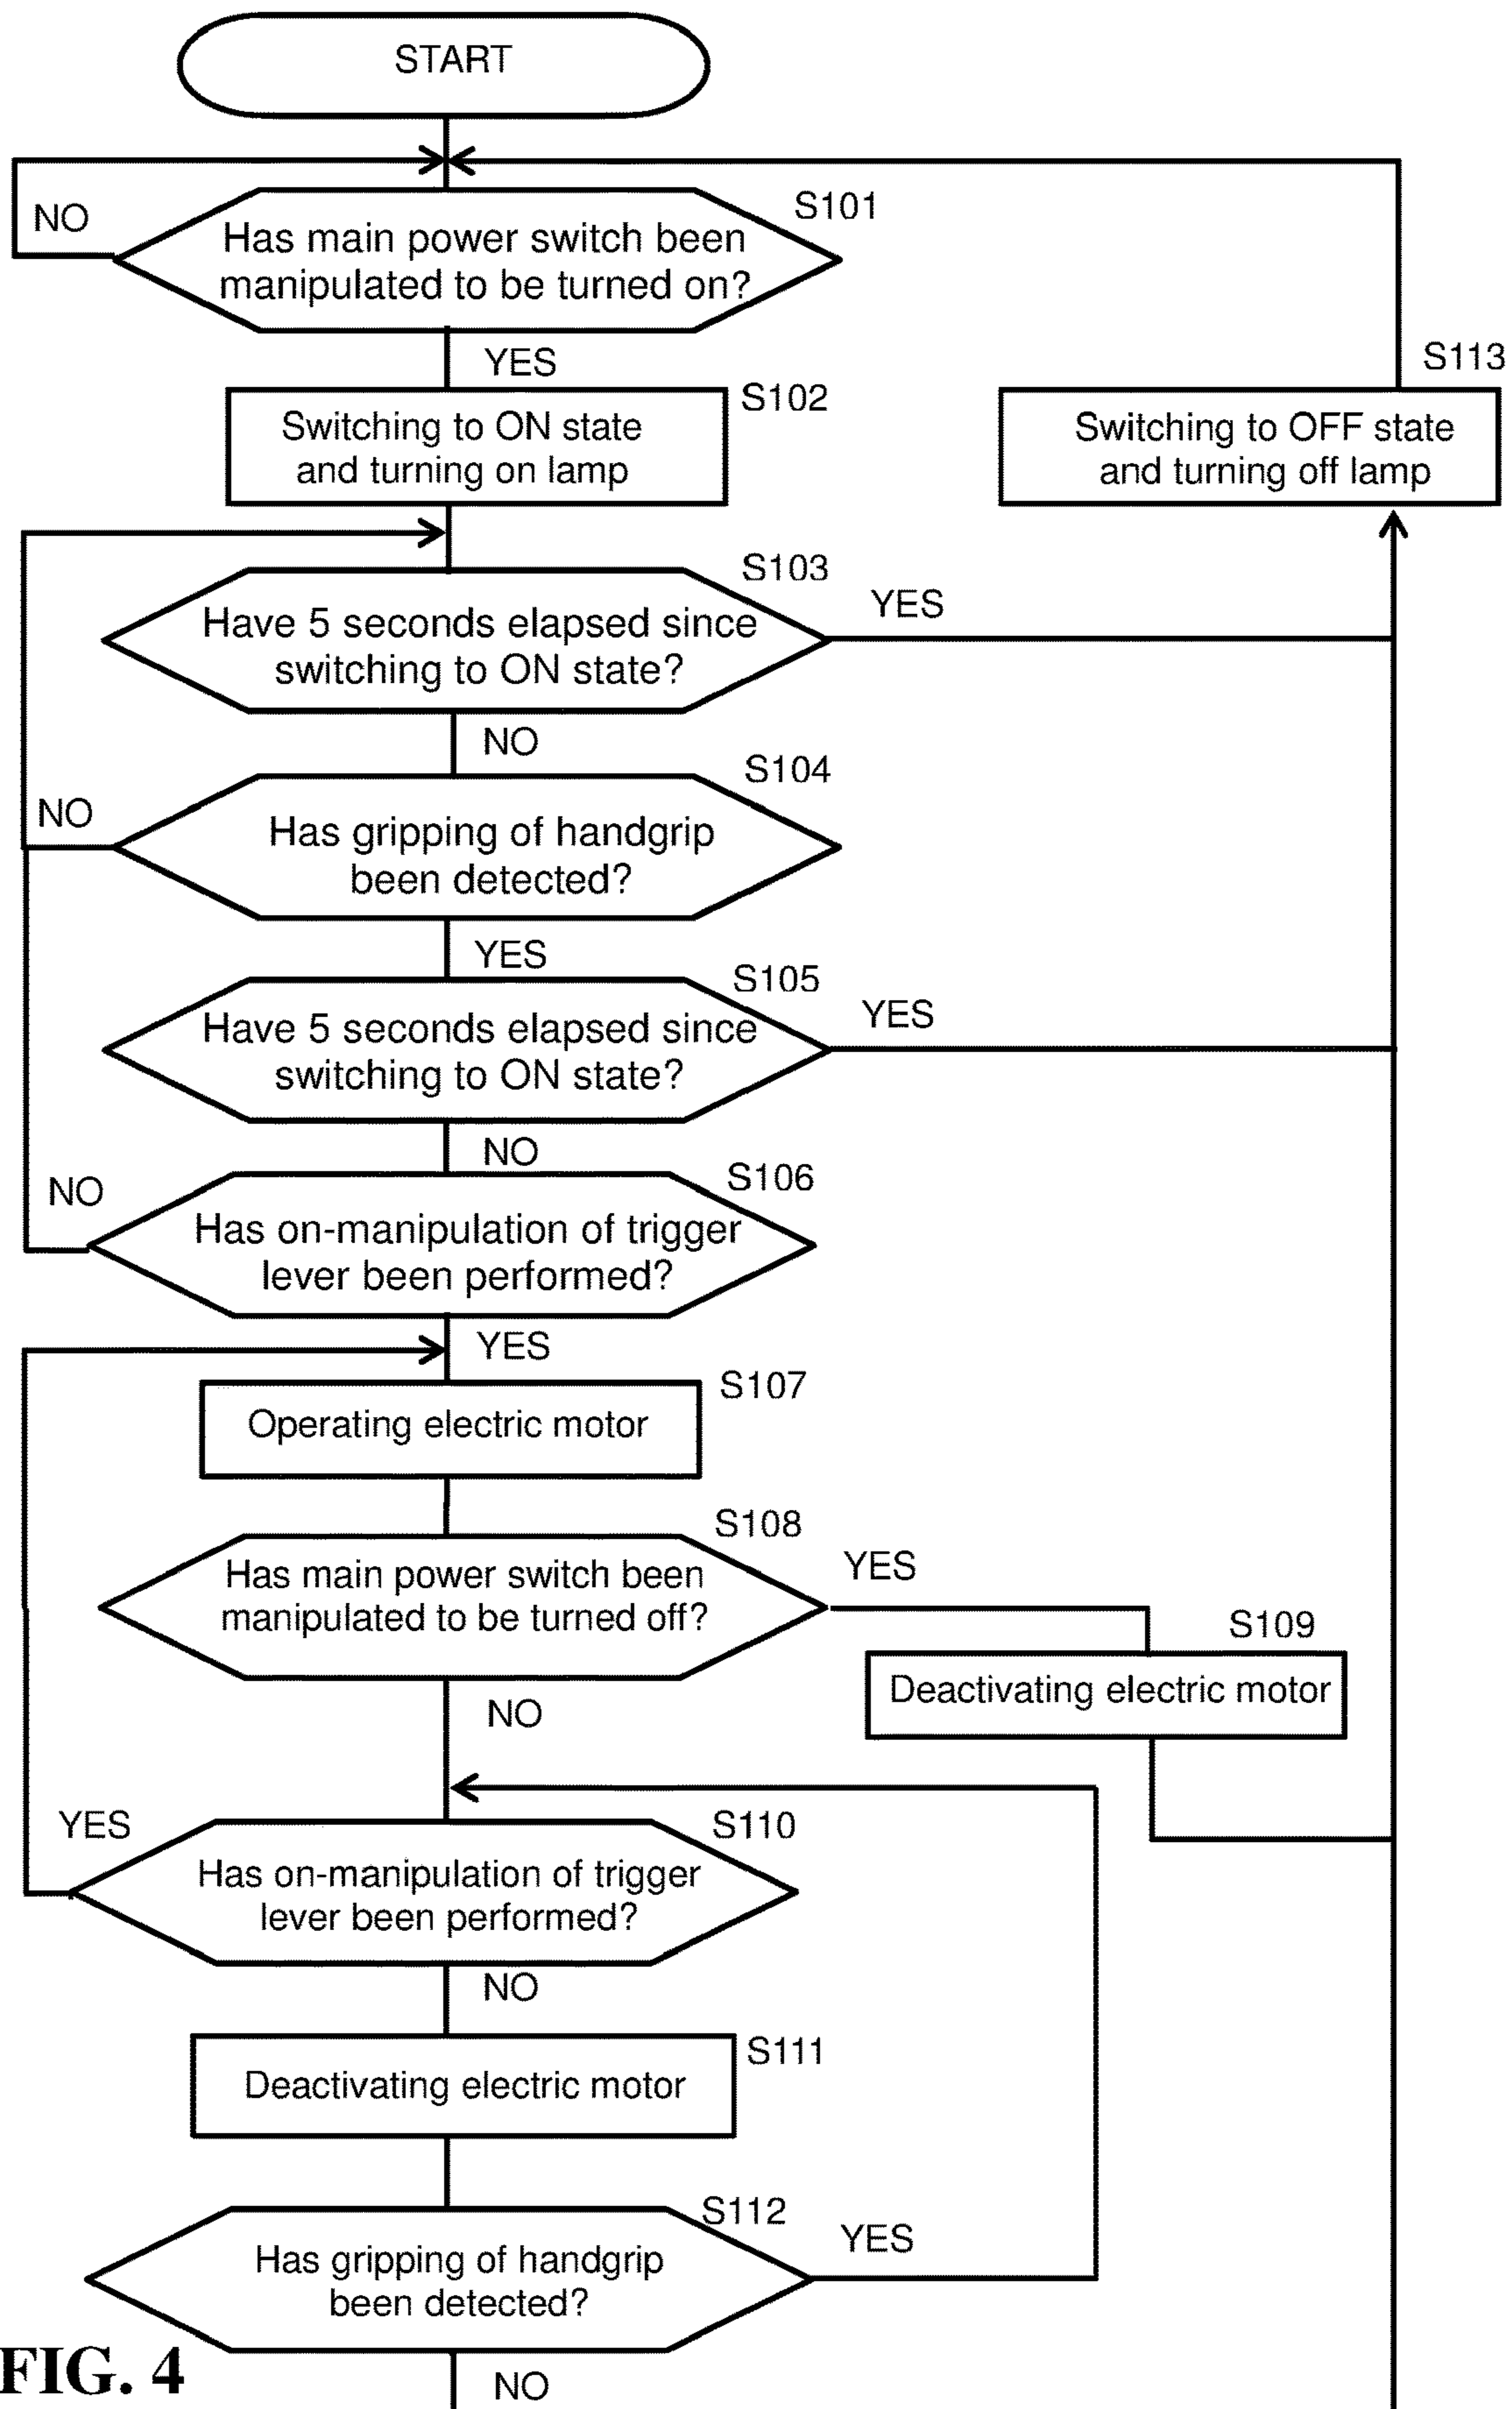 START
NO
S101
Has main power switch been
manipulated to be turned on?
YES
S113
S102
Switching to ON state
and turning on lamp
Switching to OFF state
and turning off lamp
S103
YES
Have 5 seconds elapsed since
switching to ON state?
NO
S104
NO
Has gripping of handgrip
been detected?
YES
S105
YES
Have 5 seconds elapsed since
switching to ON state?
NO
S106
NO
Has on-manipulation of trigger
lever been performed?
YES
S107
Operating electric motor
S108
YES
Has main power switch been
manipulated to be turned off?
S109
Deactivating electric motor
NO
YES
S110
Has on-manipulation of trigger
lever been performed?
NO
S111
Deactivating electric motor
S112
YES
Has gripping of handgrip
been detected?
FIG. 4
NO